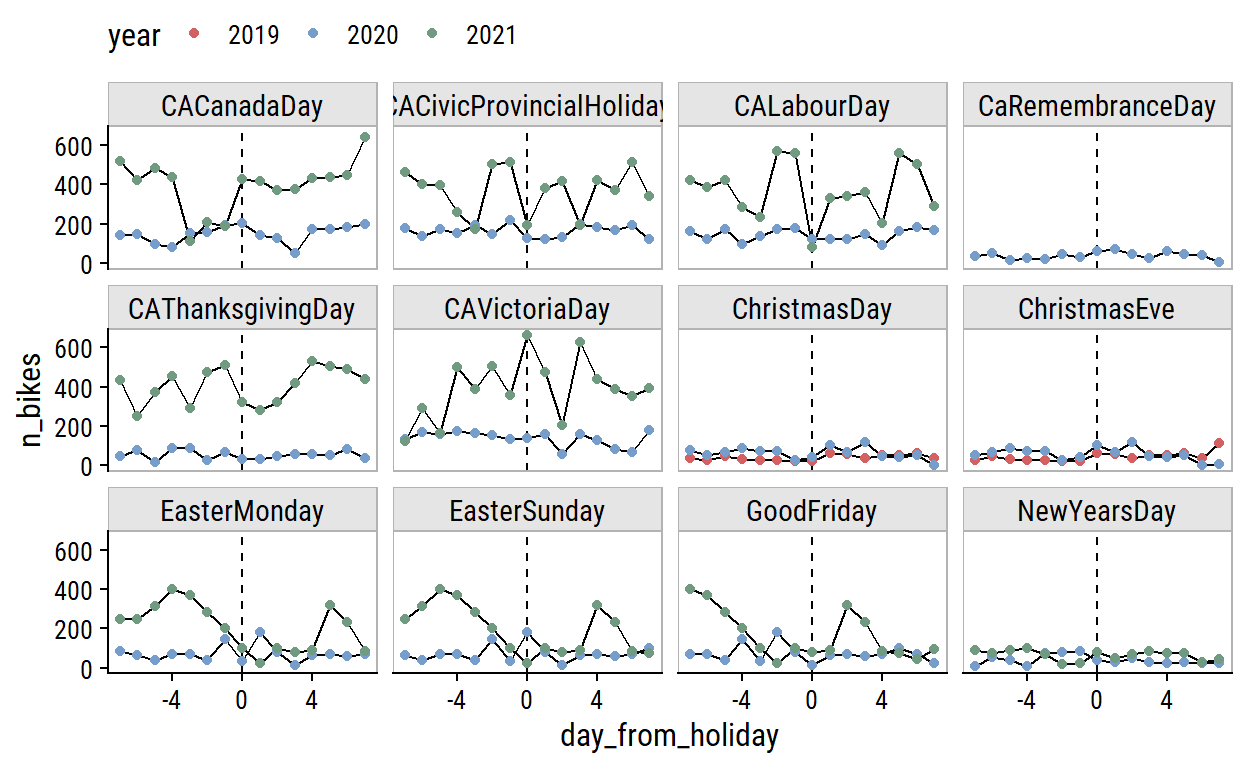 year 2019 2020 2021
CACanadaDay CACivicProvincialHoliday CALabourDay CaRemembranceDay
600
400
200
0
CAThanksgivingDay CAVictoriaDay ChristmasDay ChristmasEve
600
400
200
0
n_bikes
EasterMonday EasterSunday GoodFriday NewYearsDay
600
400
200
0
-4 0 4 -4 0 4 -4 0 4 -4 0 4
day_from_holiday